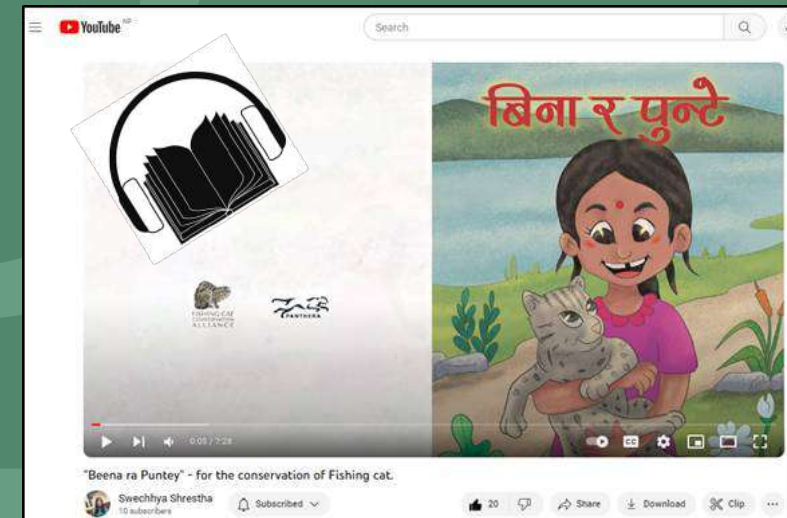 YouTube NP
Search
बिना र पुन्टे
FISHING CAT
CONSERVATION
ALLIANCE
PANTHERA
0:05 / 7:28
CC
"Beena ra Puntey" - for the conservation of Fishing cat.
Swechhya Shrestha
10 subscribers
Subscribed
20
Share
Download
Clip